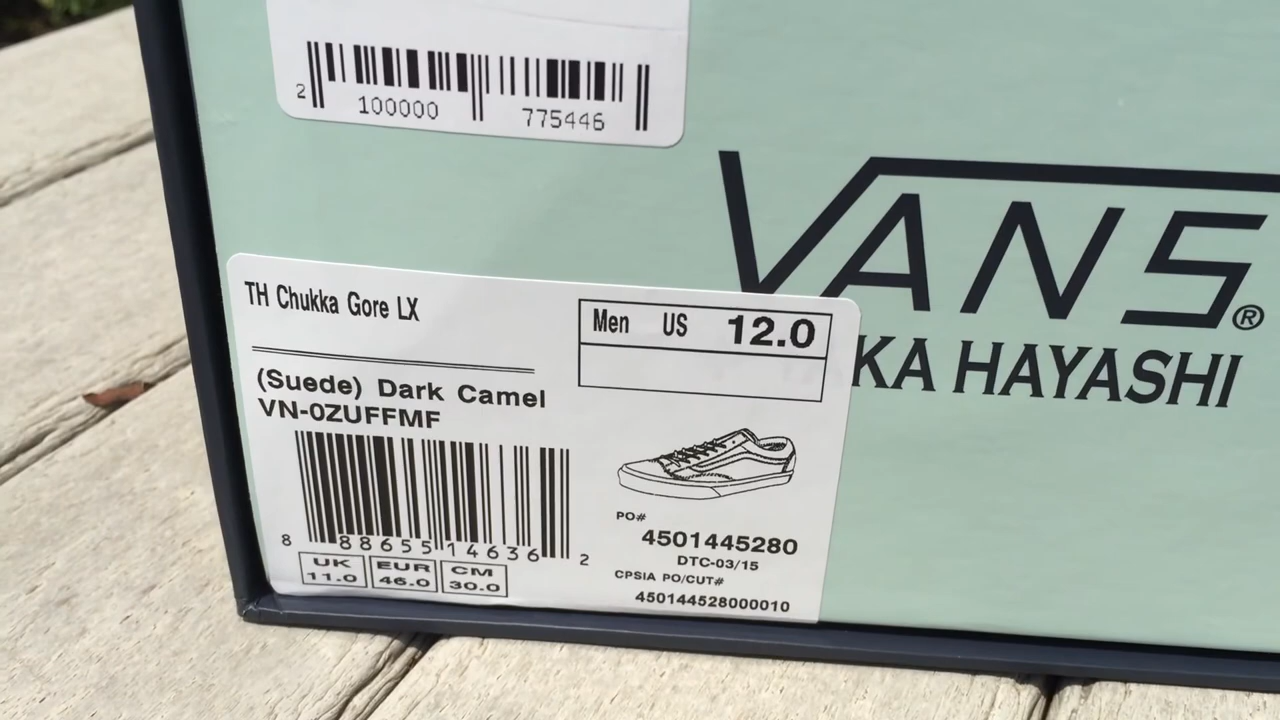 2 100000 775446
VANS®
KA HAYASHI
TH Chukka Gore LX
Men US 12.0
(Suede) Dark Camel
VN-0ZUFFMF
8 88655 14636 2
UK 11.0
EUR 46.0
CM 30.0
PO#
4501445280
DTC-03/15
CPSIA PO/CUT#
450144528000010